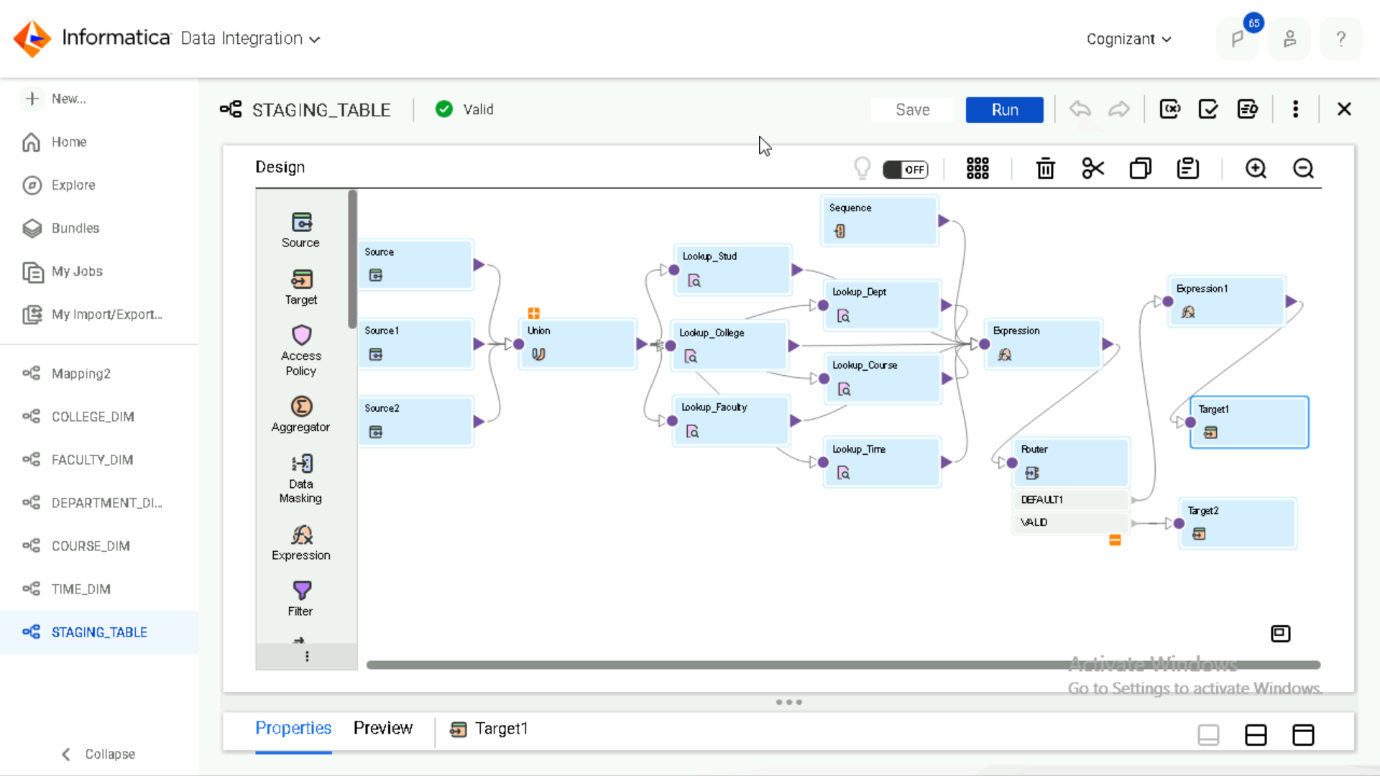 Informatica Data Integration
Cognizant
65
?
New...
Home
Explore
Bundles
My Jobs
My Import/Export...
Mapping2
COLLEGE_DIM
FACULTY_DIM
DEPARTMENT_DI...
COURSE_DIM
TIME_DIM
STAGING_TABLE
Collapse
STAGING_TABLE
Valid
Save
Run
Design
OFF
Source
Target
Access
Policy
Aggregator
Data
Masking
Expression
Filter
Source
Source1
Source2
Union
Lookup_Stud
Lookup_College
Lookup_Faculty
Sequence
Lookup_Dept
Lookup_Course
Lookup_Time
Expression
Router
DEFAULT1
VALID
Expression1
Target1
Target2
Activate Windows
Go to Settings to activate Windows.
Properties
Preview
Target1